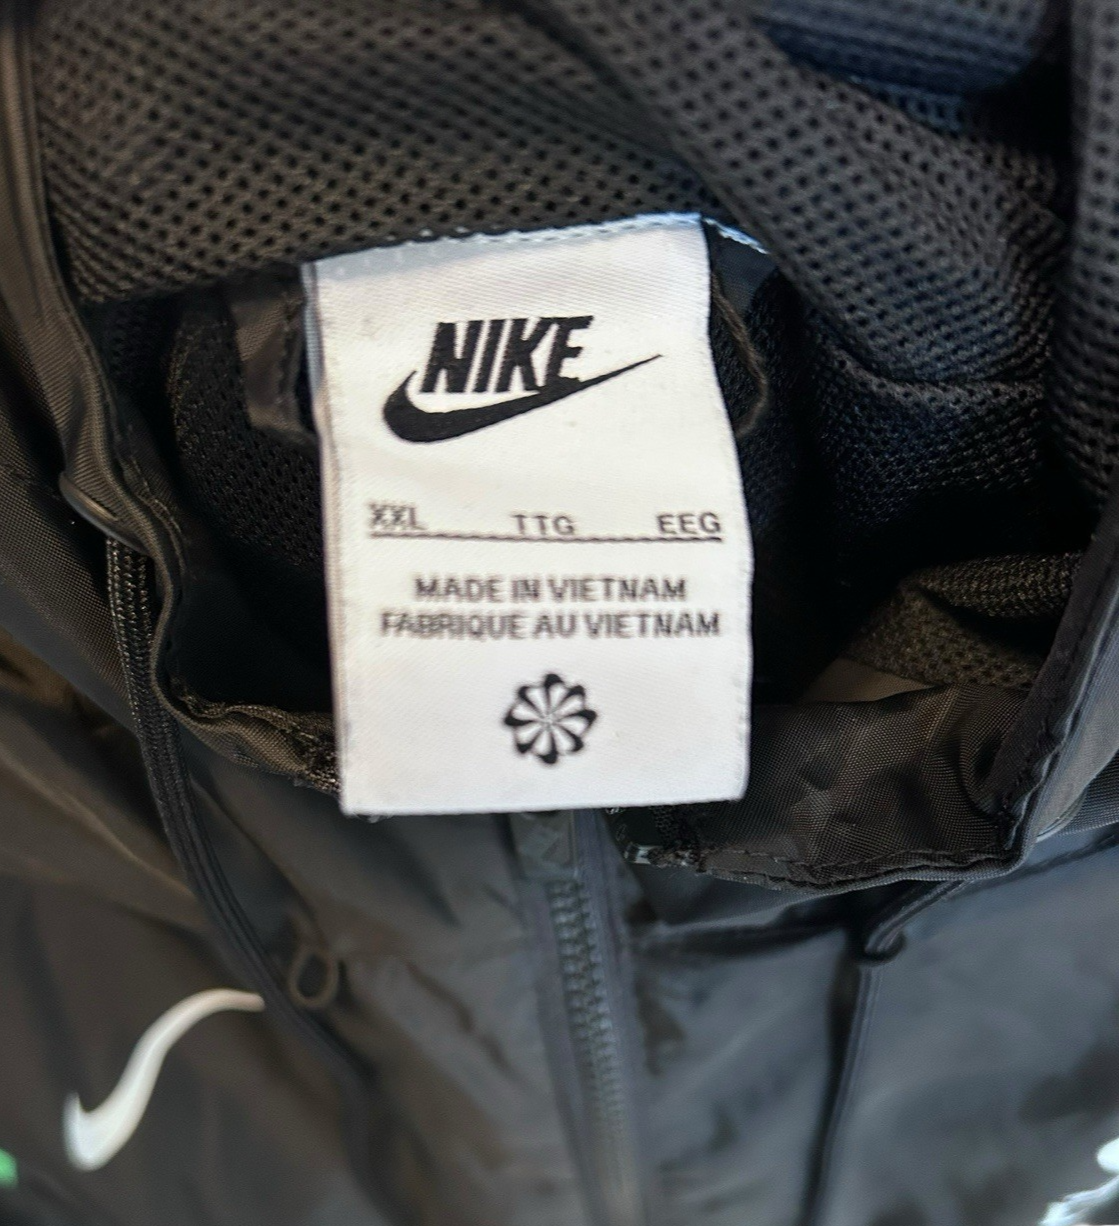 NIKE
XXL TTG EEG
MADE IN VIETNAM
FABRIQUE AU VIETNAM